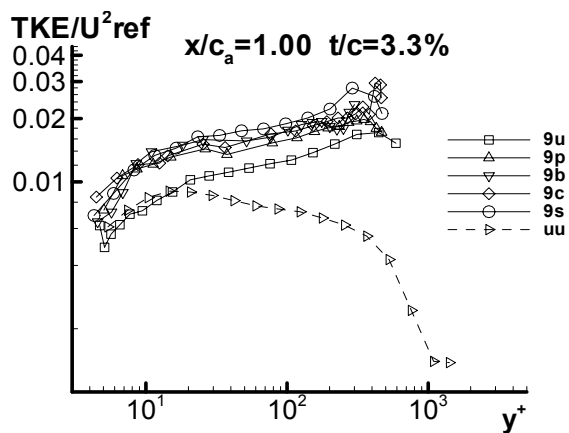 TKE/U²ref
x/cₐ=1.00 t/c=3.3%
0.04
0.03
0.02
0.01
9u
9p
9b
9c
9s
uu
10¹
10²
10³
y⁺